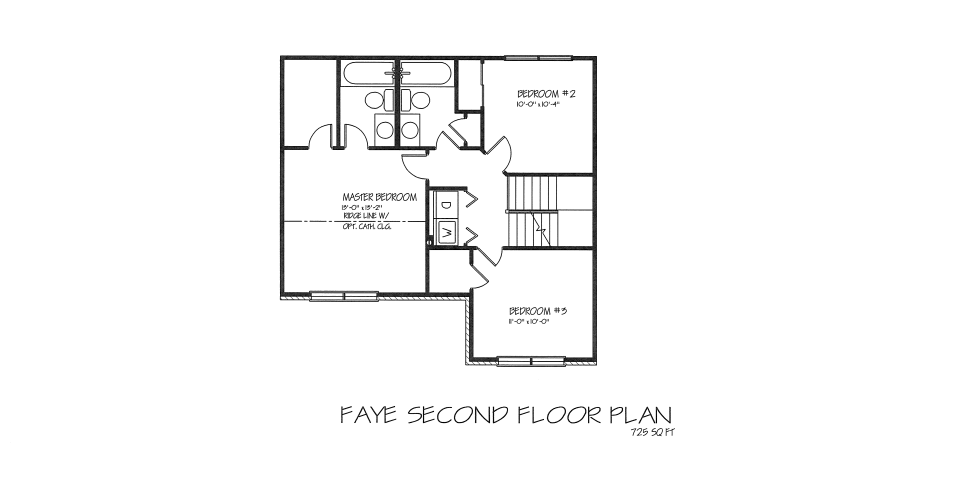 BEDROOM #2
10'-0" x 10'-4"
MASTER BEDROOM
13'-0" x 13'-2"
RIDGE LINE W/
OPT. CATH. CLG.
D
W
BEDROOM #3
11'-0" x 10'-0"
FAYE SECOND FLOOR PLAN
725 SQ FT